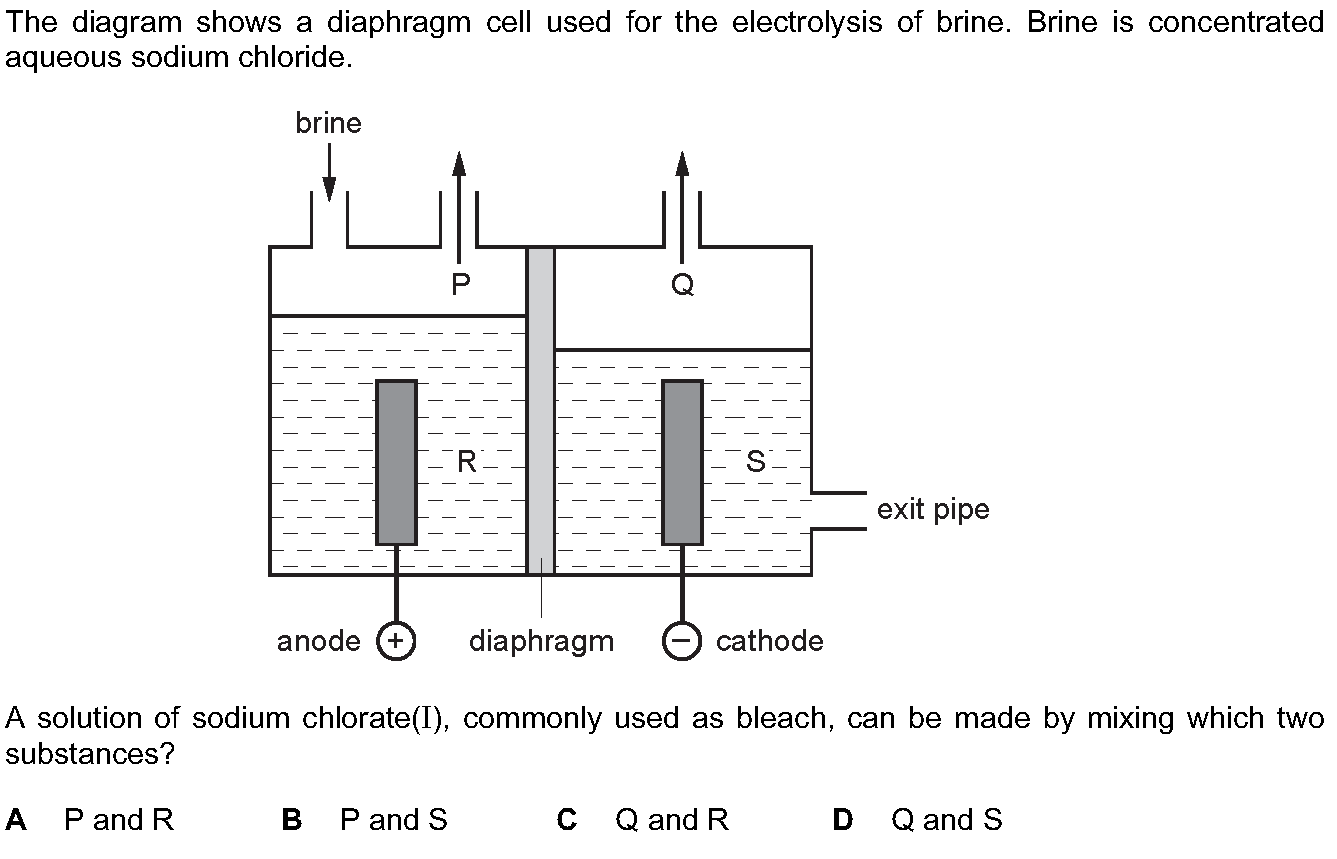 The diagram shows a diaphragm cell used for the electrolysis of brine. Brine is concentrated
aqueous sodium chloride.
brine
P
Q
R
S
exit pipe
anode + diaphragm – cathode
A solution of sodium chlorate(I), commonly used as bleach, can be made by mixing which two
substances?
A P and R B P and S C Q and R D Q and S